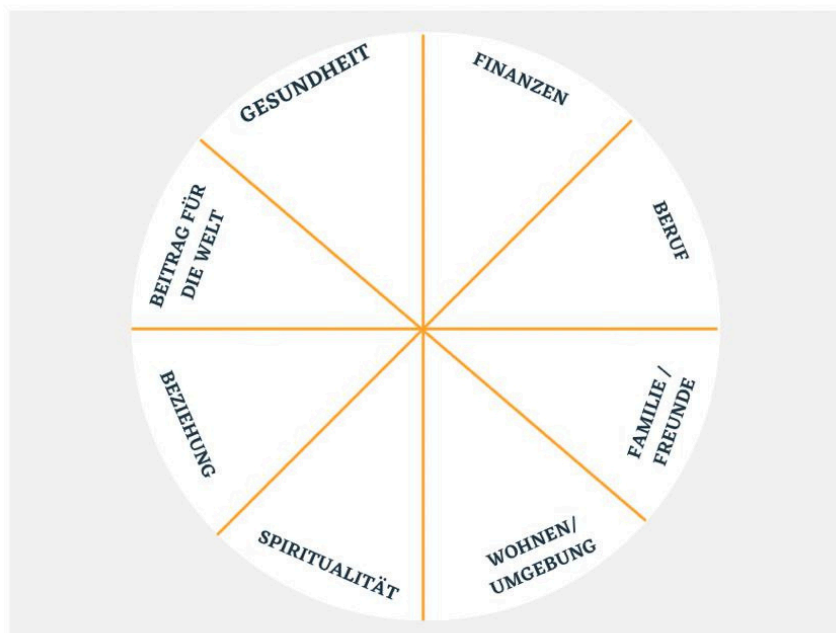 GESUNDHEIT
FINANZEN
BERUF
FAMILIE /
FREUNDE
WOHNEN/
UMGEBUNG
SPIRITUALITÄT
BEZIEHUNG
BEITRAG FÜR
DIE WELT